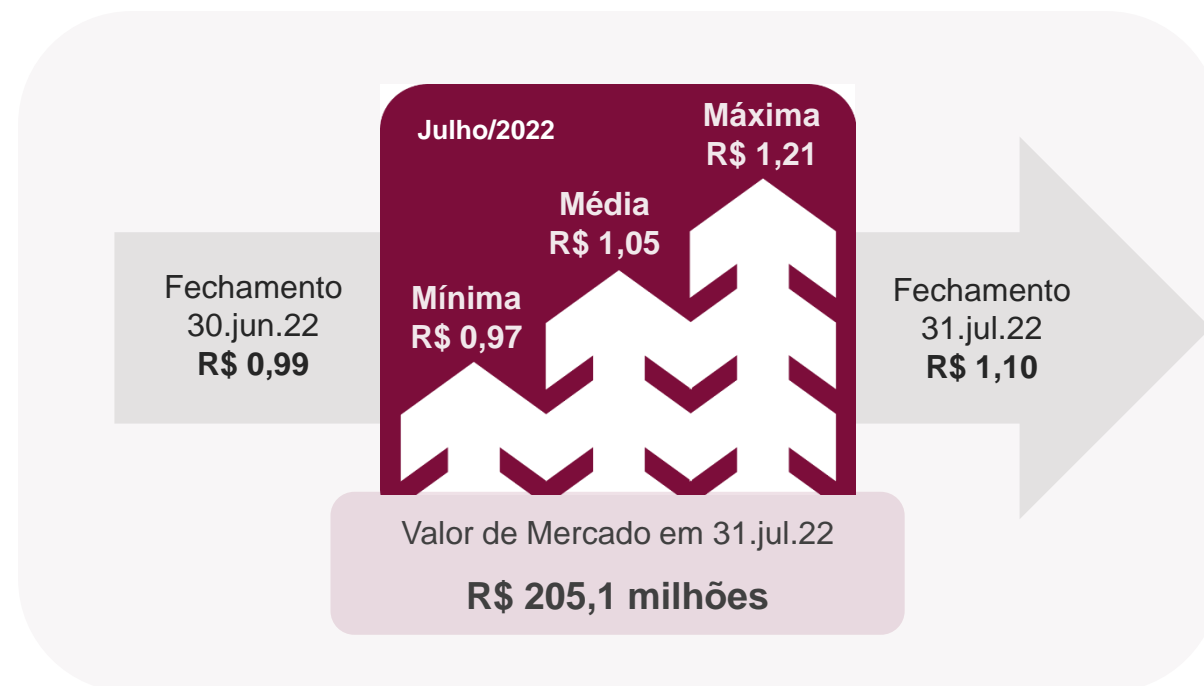 Julho/2022
Máxima
R$ 1,21
Média
R$ 1,05
Mínima
R$ 0,97
Fechamento
30.jun.22
R$ 0,99
Fechamento
31.jul.22
R$ 1,10
Valor de Mercado em 31.jul.22
R$ 205,1 milhões